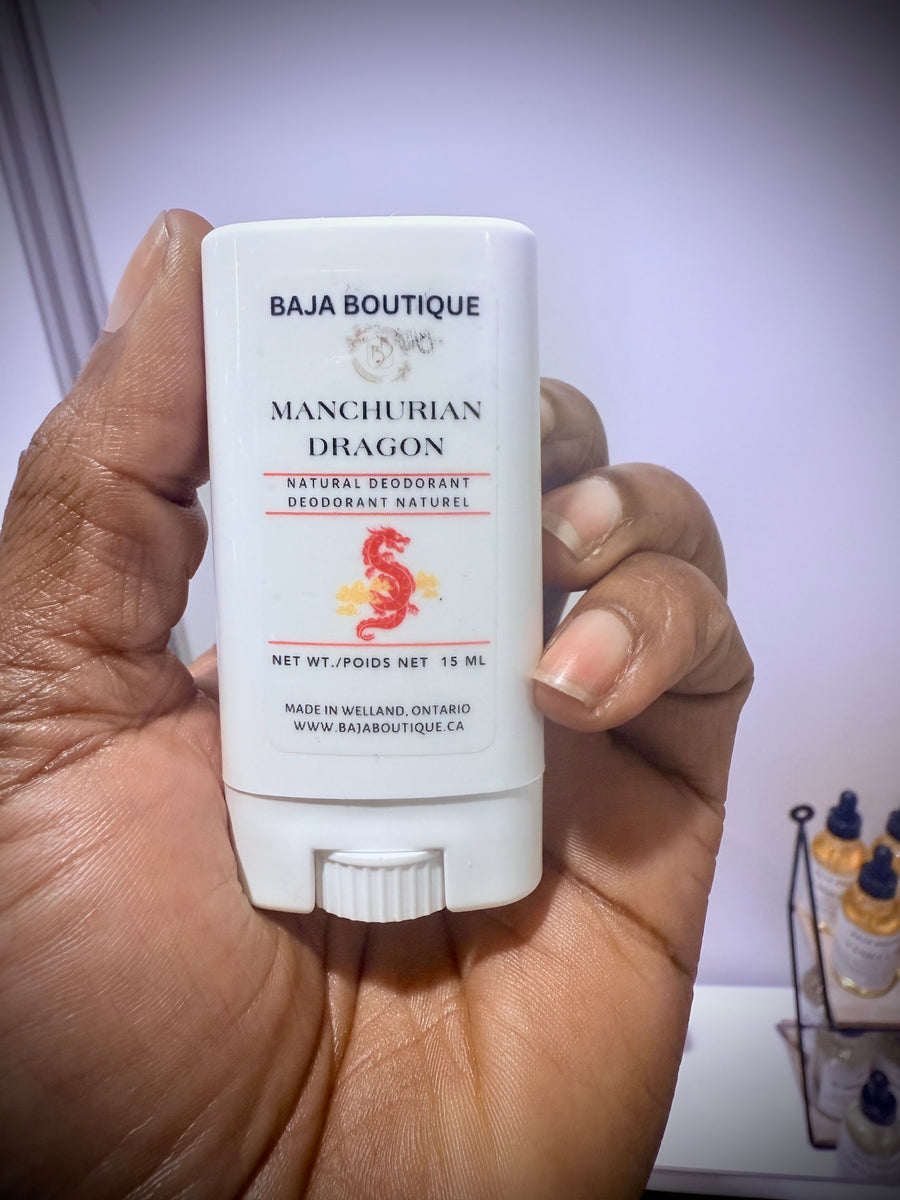 BAJA BOUTIQUE
MANCHURIAN
DRAGON
NATURAL DEODORANT
DEODORANT NATUREL
NET WT./POIDS NET 15 ML
MADE IN WELLAND, ONTARIO
WWW.BAJABOUTIQUE.CA